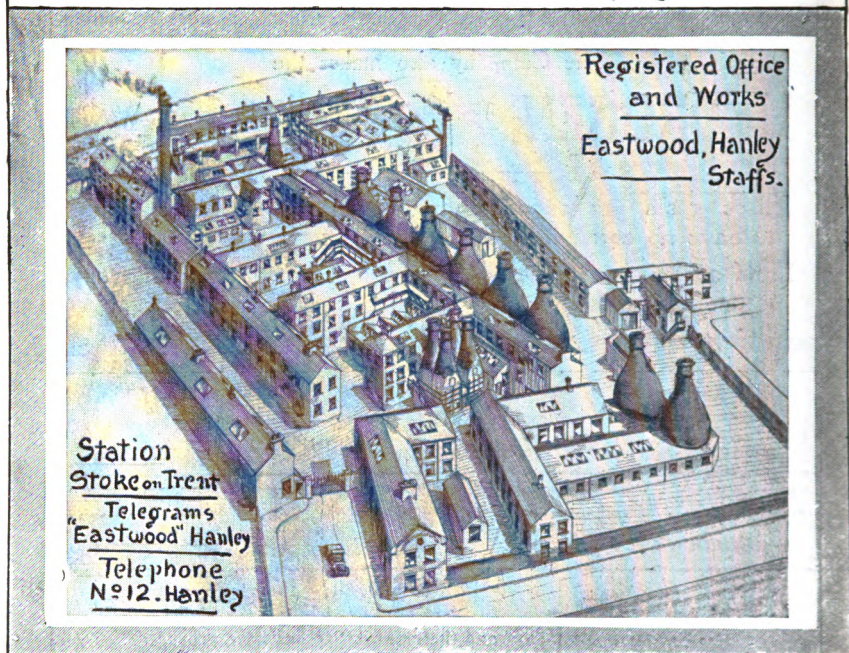 Registered Office
and Works
Eastwood, Hanley
Staffs.
Station
Stoke on Trent
Telegrams
"Eastwood" Hanley
Telephone
Nº 12. Hanley